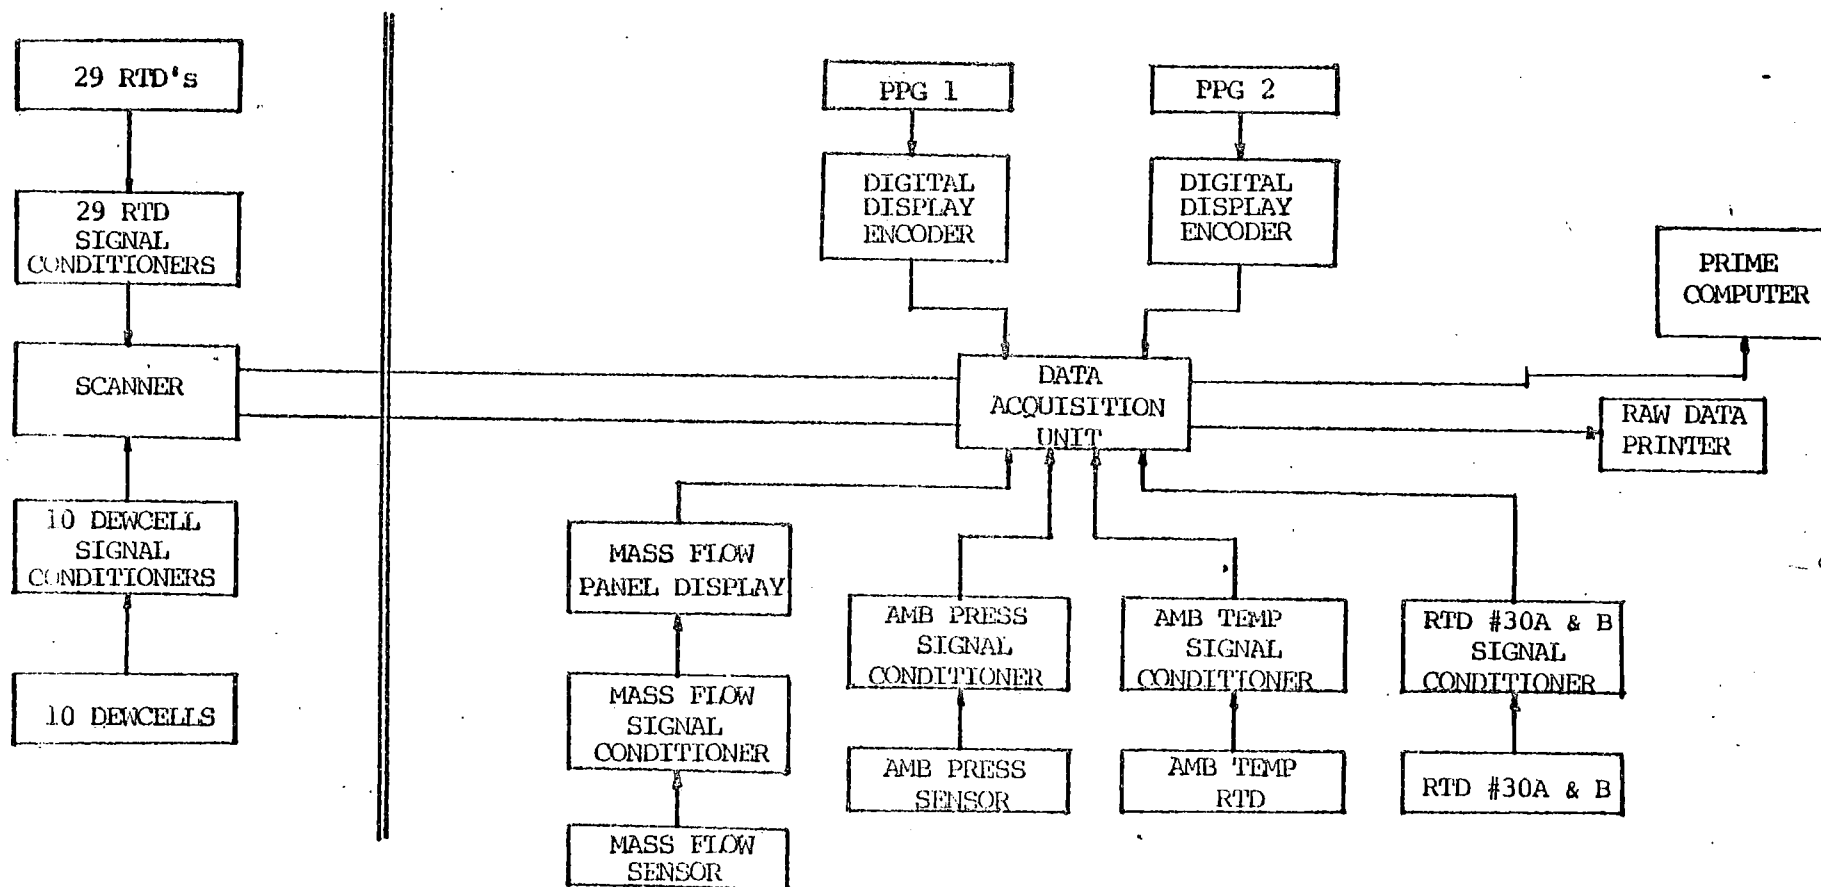 29 RTD's
29 RTD
SIGNAL
CONDITIONERS
SCANNER
10 DEWCELL
SIGNAL
CONDITIONERS
10 DEWCELLS
PPG 1
DIGITAL
DISPLAY
ENCODER
PPG 2
DIGITAL
DISPLAY
ENCODER
DATA
ACQUISITION
UNIT
PRIME
COMPUTER
RAW DATA
PRINTER
MASS FLOW
PANEL DISPLAY
MASS FLOW
SIGNAL
CONDITIONER
MASS FLOW
SENSOR
AMB PRESS
SIGNAL
CONDITIONER
AMB PRESS
SENSOR
AMB TEMP
SIGNAL
CONDITIONER
AMB TEMP
RTD
RTD #30A & B
SIGNAL
CONDITIONER
RTD #30A & B